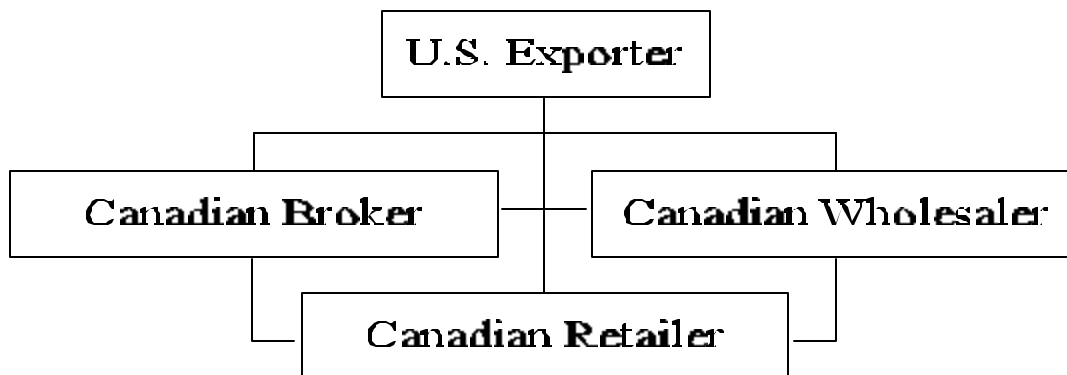 U.S. Exporter
Canadian Broker
Canadian Wholesaler
Canadian Retailer